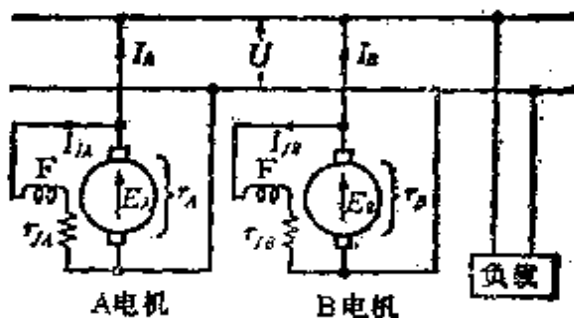 I_A U I_B
I_fA I_fB
F E_A r_A F E_B r_B
r_fA r_fB
A电机 B电机 负载